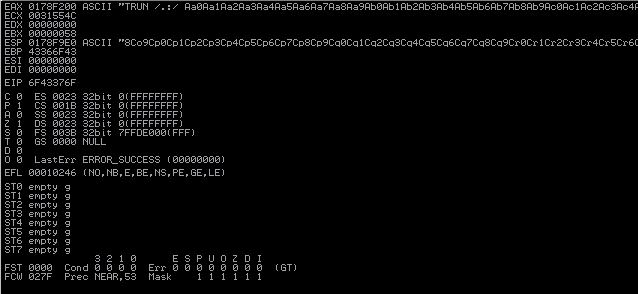 EAX 0178F200 ASCII "TRUN /.:/ Aa0Aa1Aa2Aa3Aa4Aa5Aa6Aa7Aa8Aa9Ab0Ab1Ab2Ab3Ab4Ab5Ab6Ab7Ab8Ab9Ac0Ac1Ac2Ac3Ac4A
ECX 0031554C
EDX 00000000
EBX 00000058
ESP 0178F9E0 ASCII "8Co9Cp0Cp1Cp2Cp3Cp4Cp5Cp6Cp7Cp8Cp9Cq0Cq1Cq2Cq3Cq4Cq5Cq6Cq7Cq8Cq9Cr0Cr1Cr2Cr3Cr4Cr5Cr6C
EBP 43366F43
ESI 00000000
EDI 00000000
EIP 6F43376F
C 0 ES 0023 32bit 0(FFFFFFFF)
P 1 CS 001B 32bit 0(FFFFFFFF)
A 0 SS 0023 32bit 0(FFFFFFFF)
Z 1 DS 0023 32bit 0(FFFFFFFF)
S 0 FS 003B 32bit 7FFDE000(FFF)
T 0 GS 0000 NULL
D 0
O 0 LastErr ERROR_SUCCESS (00000000)
EFL 00010246 (NO,NB,E,BE,NS,PE,GE,LE)
ST0 empty g
ST1 empty g
ST2 empty g
ST3 empty g
ST4 empty g
ST5 empty g
ST6 empty g
ST7 empty g
3 2 1 0 E S P U O Z D I
FST 0000 Cond 0 0 0 0 Err 0 0 0 0 0 0 0 0 (GT)
FCW 027F Prec NEAR,53 Mask 1 1 1 1 1 1